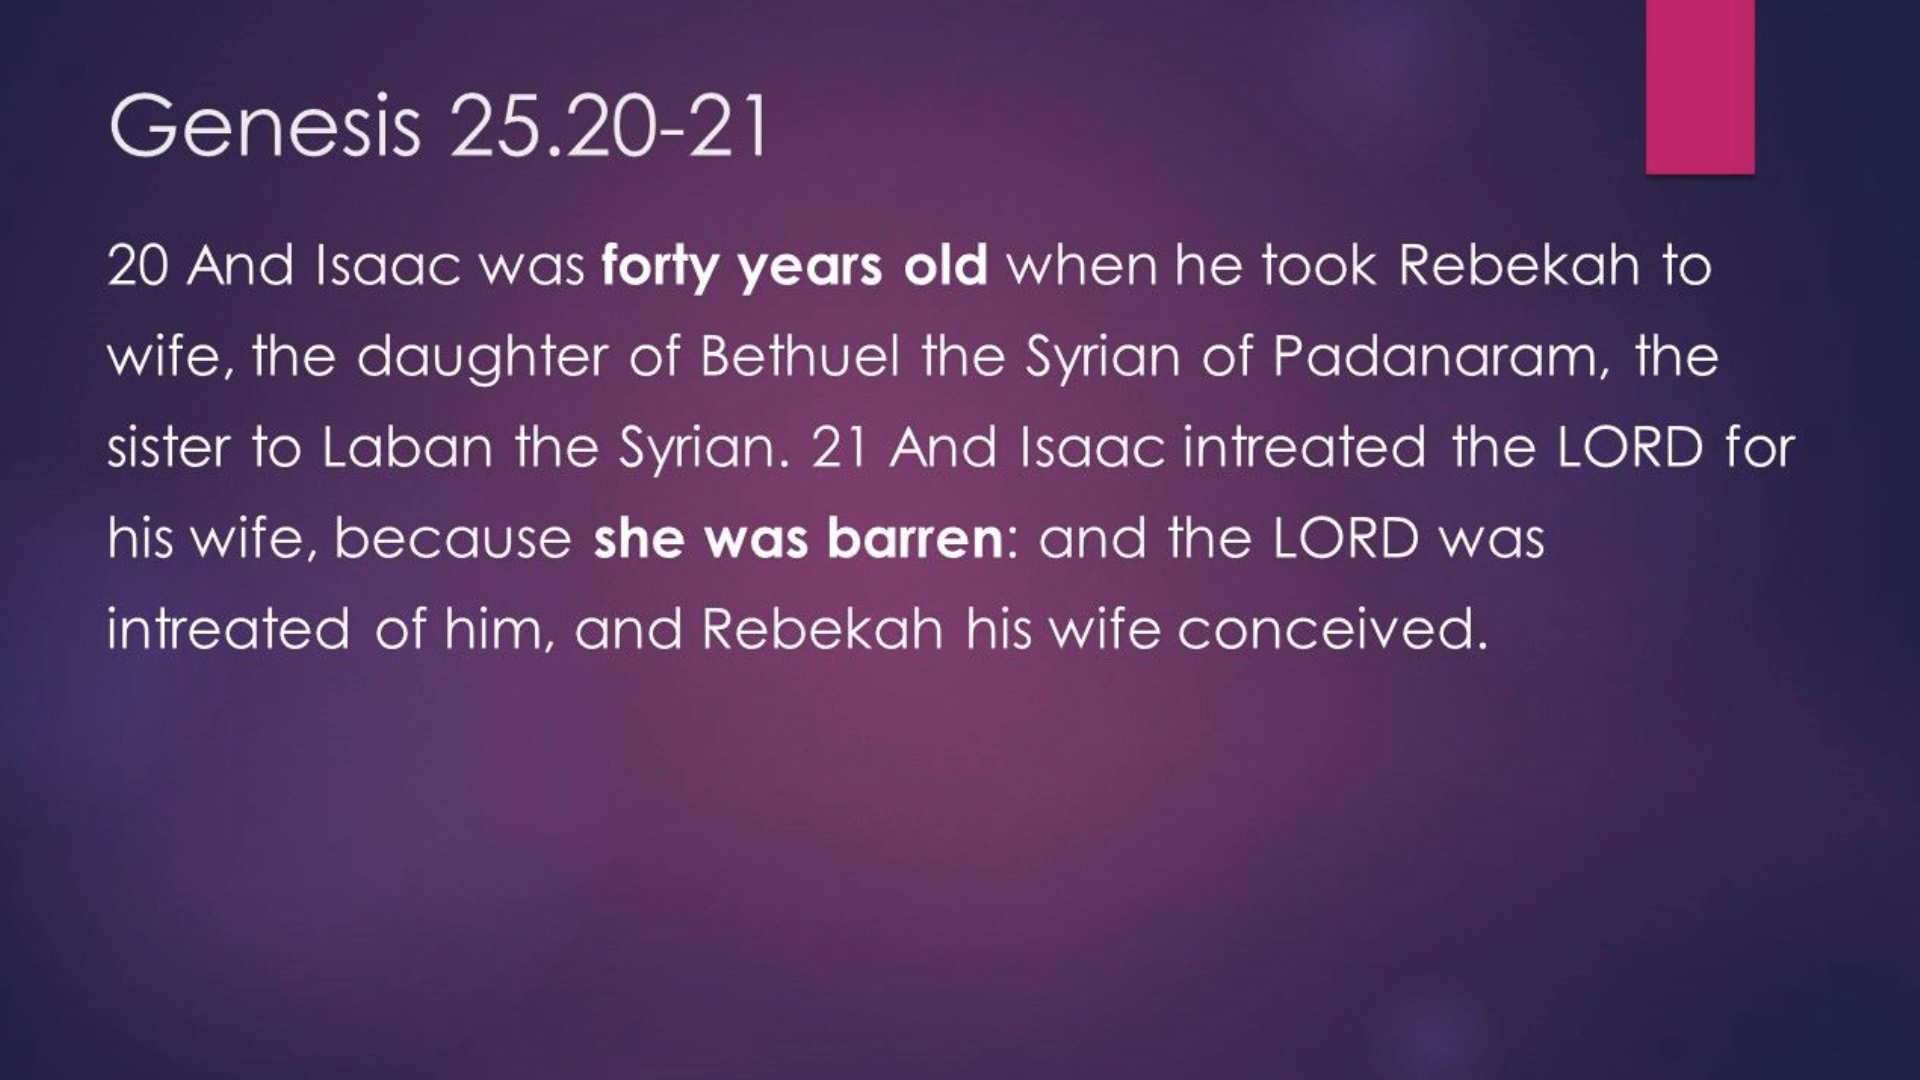 Genesis 25.20-21
20 And Isaac was forty years old when he took Rebekah to
wife, the daughter of Bethuel the Syrian of Padanaram, the
sister to Laban the Syrian. 21 And Isaac intreated the LORD for
his wife, because she was barren: and the LORD was
intreated of him, and Rebekah his wife conceived.